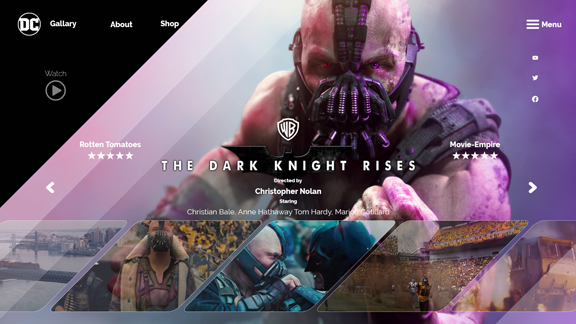 DC
Gallary
About
Shop
Menu
Watch
WB
Rotten Tomatoes
Movie-Empire
THE DARK KNIGHT RISES
Directed by
Christopher Nolan
Staring
Christian Bale, Anne Hathaway Tom Hardy, Marion Cotillard